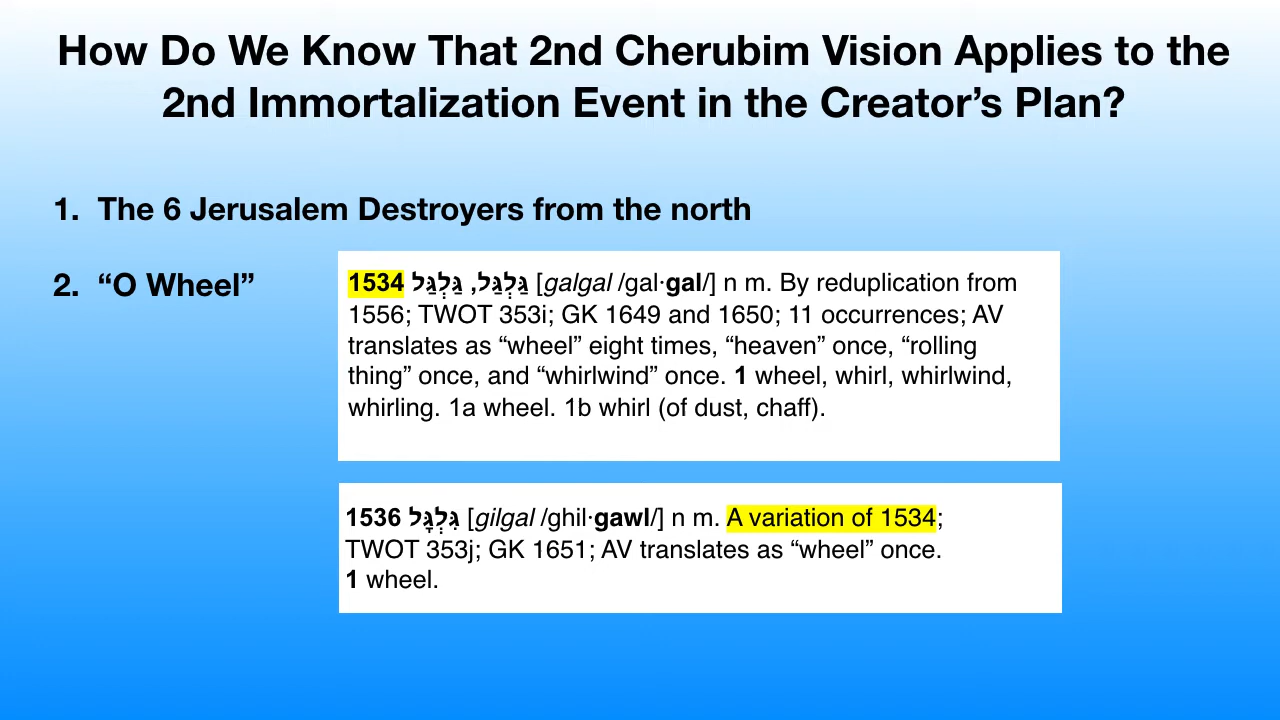 How Do We Know That 2nd Cherubim Vision Applies to the
2nd Immortalization Event in the Creator’s Plan?
1. The 6 Jerusalem Destroyers from the north
2. “O Wheel”
1534 גַּלְגַּל, גַּלְגַּל [galgal /gal·gal/] n m. By reduplication from
1556; TWOT 353i; GK 1649 and 1650; 11 occurrences; AV
translates as “wheel” eight times, “heaven” once, “rolling
thing” once, and “whirlwind” once. 1 wheel, whirl, whirlwind,
whirling. 1a wheel. 1b whirl (of dust, chaff).
1536 גִּלְגָּל [gilgal /ghil·gawl/] n m. A variation of 1534;
TWOT 353j; GK 1651; AV translates as “wheel” once.
1 wheel.